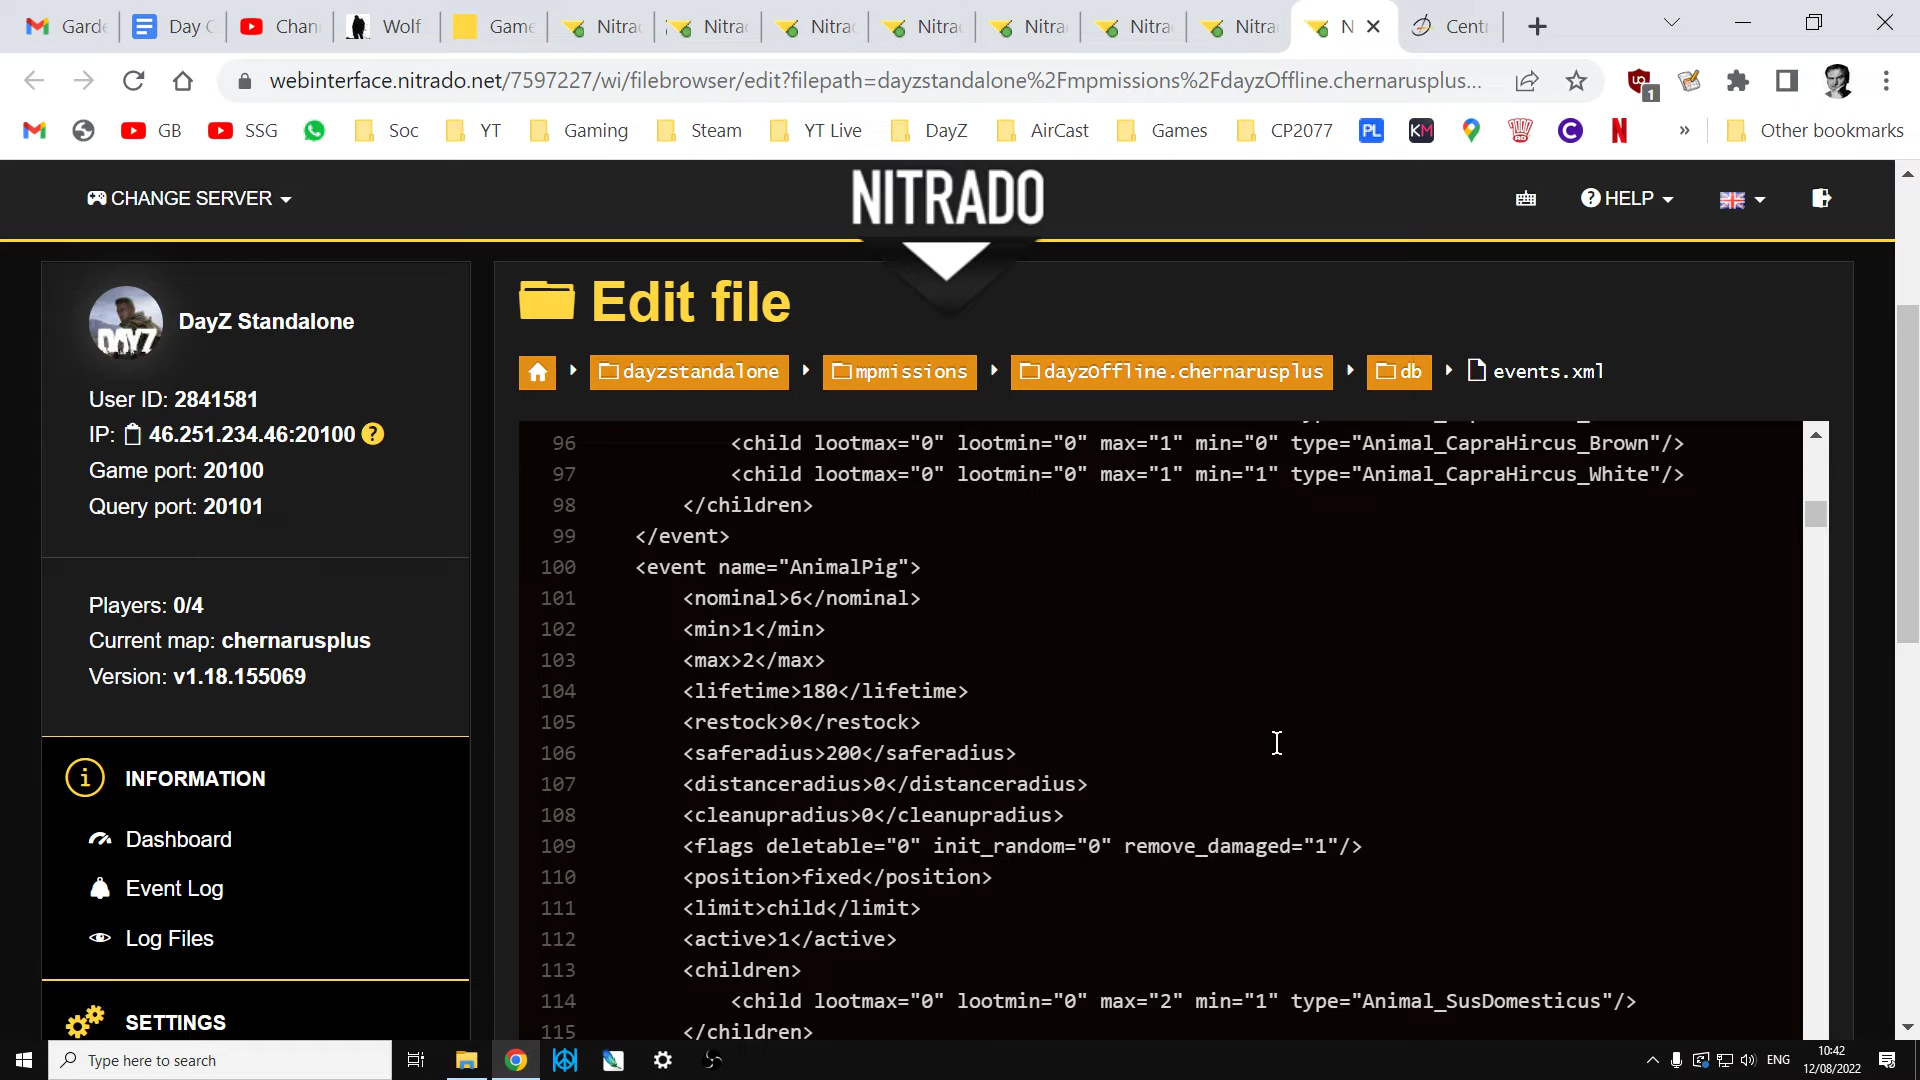 Garde
Day C
Chan
Wolf
Game
Nitra
Nitra
Nitra
Nitra
Nitra
Nitra
Nitra
N
Centr
webinterface.nitrado.net/7597227/wi/filebrowser/edit?filepath=dayzstandalone%2Fmpmissions%2FdayzOffline.chernarusplus...
1
GB
SSG
Soc
YT
Gaming
Steam
YT Live
DayZ
AirCast
Games
CP2077
PL
KM
N
»
Other bookmarks
CHANGE SERVER
NITRADO
HELP
DAYZ
DayZ Standalone
User ID: 2841581
IP: 46.251.234.46:20100
Game port: 20100
Query port: 20101
Players: 0/4
Current map: chernarusplus
Version: v1.18.155069
INFORMATION
Dashboard
Event Log
Log Files
SETTINGS
Edit file
dayzstandalone
mpmissions
dayzOffline.chernarusplus
db
events.xml
96 <child lootmax="0" lootmin="0" max="1" min="0" type="Animal_CapraHircus_Brown"/>
97 <child lootmax="0" lootmin="0" max="1" min="1" type="Animal_CapraHircus_White"/>
98 </children>
99 </event>
100 <event name="AnimalPig">
101 <nominal>6</nominal>
102 <min>1</min>
103 <max>2</max>
104 <lifetime>180</lifetime>
105 <restock>0</restock>
106 <saferadius>200</saferadius>
107 <distanceradius>0</distanceradius>
108 <cleanupradius>0</cleanupradius>
109 <flags deletable="0" init_random="0" remove_damaged="1"/>
110 <position>fixed</position>
111 <limit>child</limit>
112 <active>1</active>
113 <children>
114 <child lootmax="0" lootmin="0" max="2" min="1" type="Animal_SusDomesticus"/>
115 </children>
Type here to search
ENG
10:42
12/08/2022